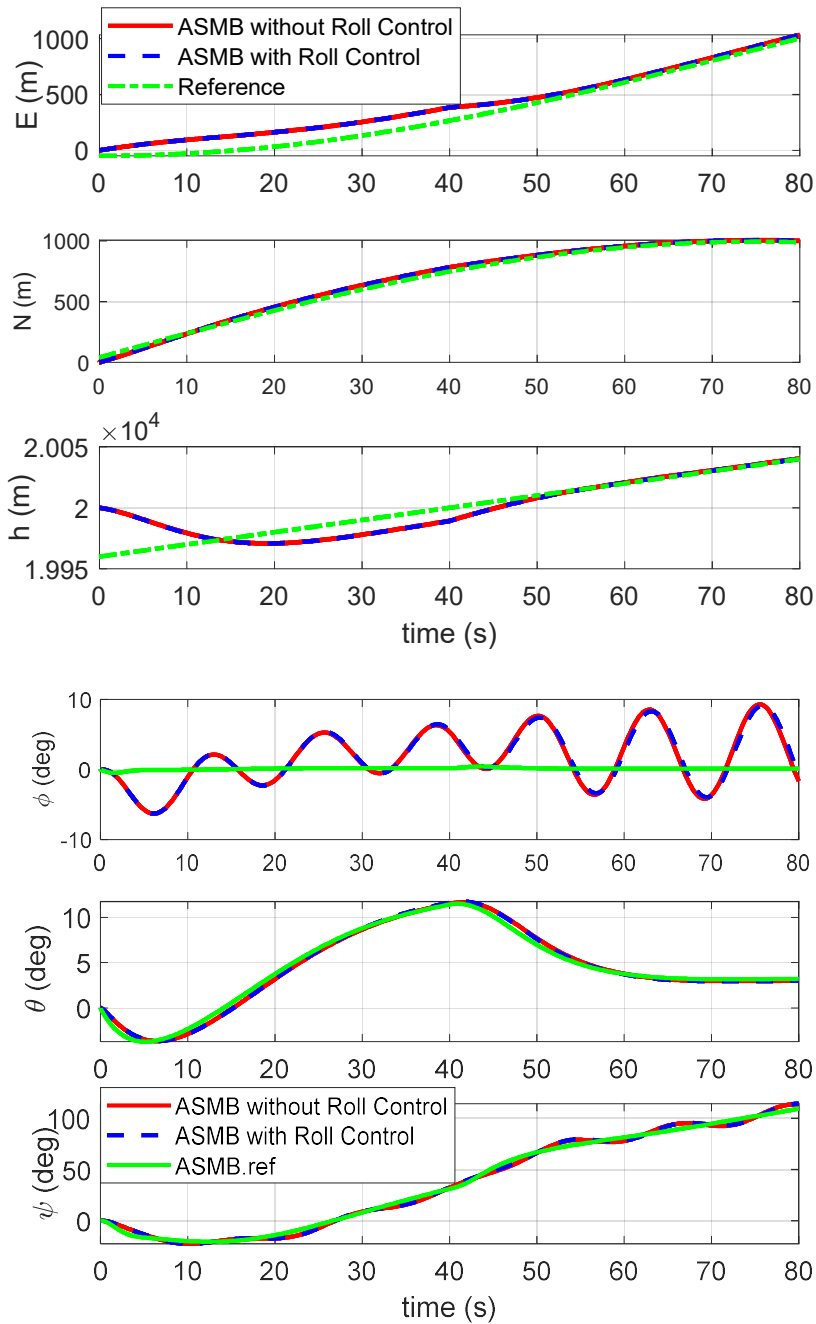 ASMB without Roll Control
ASMB with Roll Control
Reference
E (m)
1000
500
0
0 10 20 30 40 50 60 70 80
N (m)
1000
500
0
0 10 20 30 40 50 60 70 80
×10⁴
h (m)
2.005
2
1.995
0 10 20 30 40 50 60 70 80
time (s)
ϕ (deg)
10
0
-10
0 10 20 30 40 50 60 70 80
θ (deg)
10
5
0
0 10 20 30 40 50 60 70 80
ASMB without Roll Control
ASMB with Roll Control
ASMB.ref
ψ (deg)
100
50
0
0 10 20 30 40 50 60 70 80
time (s)